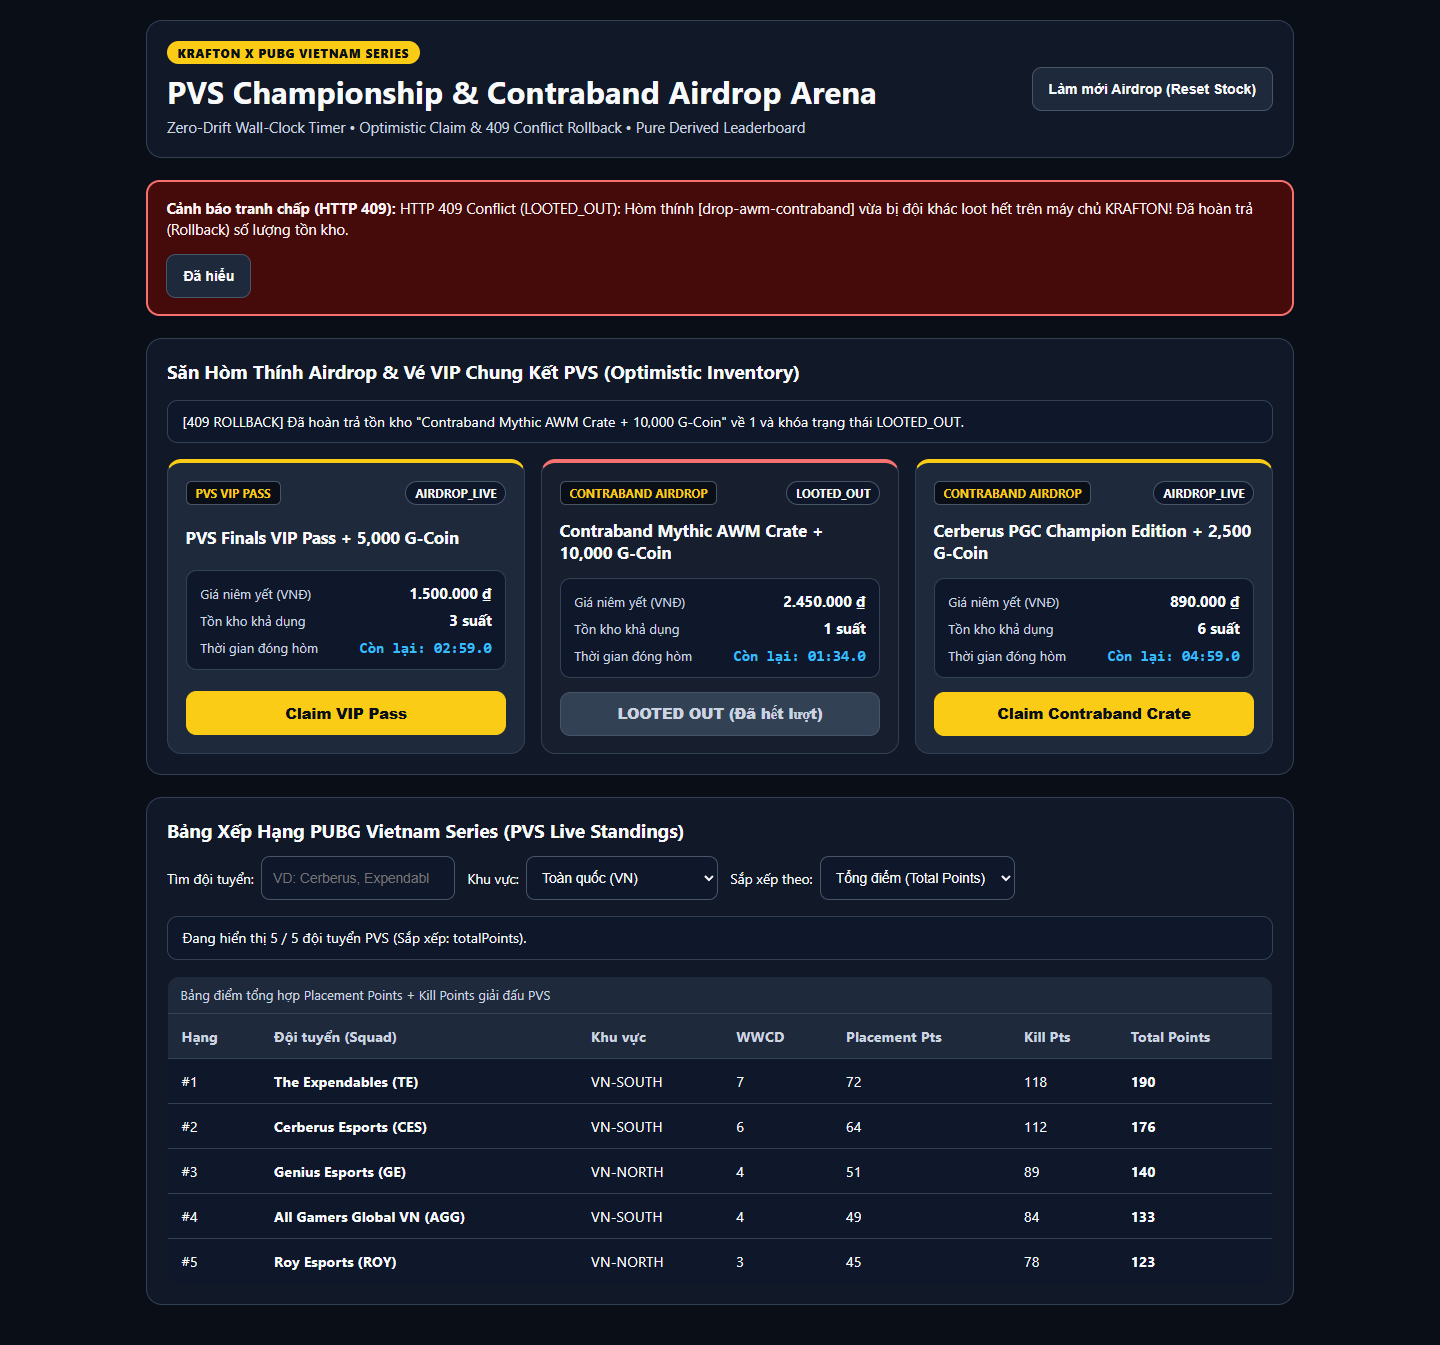 KRAFTON X PUBG VIETNAM SERIES
PVS Championship & Contraband Airdrop Arena
Zero-Drift Wall-Clock Timer • Optimistic Claim & 409 Conflict Rollback • Pure Derived Leaderboard
Làm mới Airdrop (Reset Stock)
Cảnh báo tranh chấp (HTTP 409): HTTP 409 Conflict (LOOTED_OUT): Hòm thính [drop-awm-contraband] vừa bị đội khác loot hết trên máy chủ KRAFTON! Đã hoàn trả
(Rollback) số lượng tồn kho.
Đã hiểu
Săn Hòm Thính Airdrop & Vé VIP Chung Kết PVS (Optimistic Inventory)
[409 ROLLBACK] Đã hoàn trả tồn kho "Contraband Mythic AWM Crate + 10,000 G-Coin" về 1 và khóa trạng thái LOOTED_OUT.
PVS VIP PASS
AIRDROP_LIVE
PVS Finals VIP Pass + 5,000 G-Coin
Giá niêm yết (VNĐ) 1.500.000 ₫
Tồn kho khả dụng 3 suất
Thời gian đóng hòm Còn lại: 02:59.0
Claim VIP Pass
CONTRABAND AIRDROP
LOOTED_OUT
Contraband Mythic AWM Crate +
10,000 G-Coin
Giá niêm yết (VNĐ) 2.450.000 ₫
Tồn kho khả dụng 1 suất
Thời gian đóng hòm Còn lại: 01:34.0
LOOTED OUT (Đã hết lượt)
CONTRABAND AIRDROP
AIRDROP_LIVE
Cerberus PGC Champion Edition + 2,500
G-Coin
Giá niêm yết (VNĐ) 890.000 ₫
Tồn kho khả dụng 6 suất
Thời gian đóng hòm Còn lại: 04:59.0
Claim Contraband Crate
Bảng Xếp Hạng PUBG Vietnam Series (PVS Live Standings)
Tìm đội tuyển: VD: Cerberus, Expendabl Khu vực: Toàn quốc (VN) Sắp xếp theo: Tổng điểm (Total Points)
Đang hiển thị 5 / 5 đội tuyển PVS (Sắp xếp: totalPoints).
Bảng điểm tổng hợp Placement Points + Kill Points giải đấu PVS
Hạng Đội tuyển (Squad) Khu vực WWCD Placement Pts Kill Pts Total Points
#1 The Expendables (TE) VN-SOUTH 7 72 118 190
#2 Cerberus Esports (CES) VN-SOUTH 6 64 112 176
#3 Genius Esports (GE) VN-NORTH 4 51 89 140
#4 All Gamers Global VN (AGG) VN-SOUTH 4 49 84 133
#5 Roy Esports (ROY) VN-NORTH 3 45 78 123